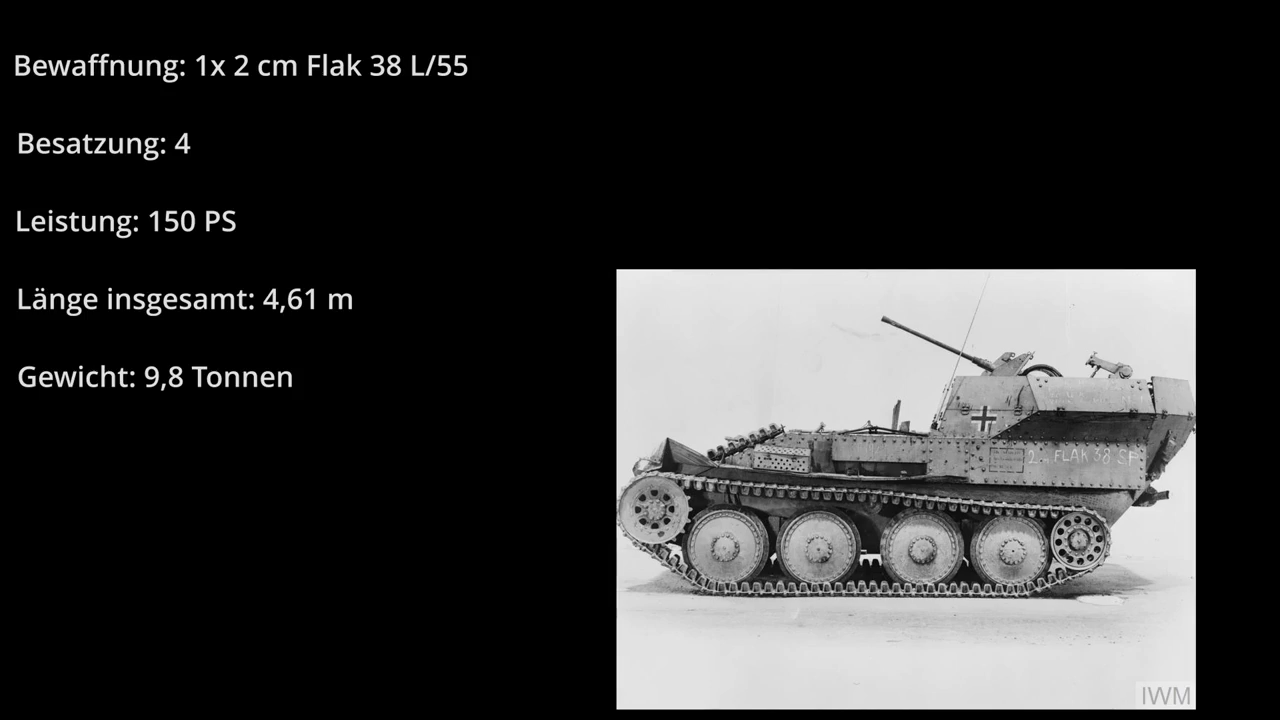 Bewaffnung: 1x 2 cm Flak 38 L/55
Besatzung: 4
Leistung: 150 PS
Länge insgesamt: 4,61 m
Gewicht: 9,8 Tonnen
FLAK 38 SP
IWM